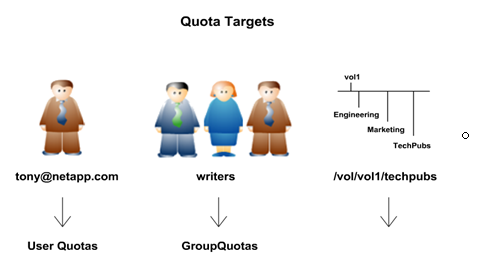 Quota Targets
vol1
Engineering
Marketing
TechPubs
tony@netapp.com
writers
/vol/vol1/techpubs
User Quotas
GroupQuotas